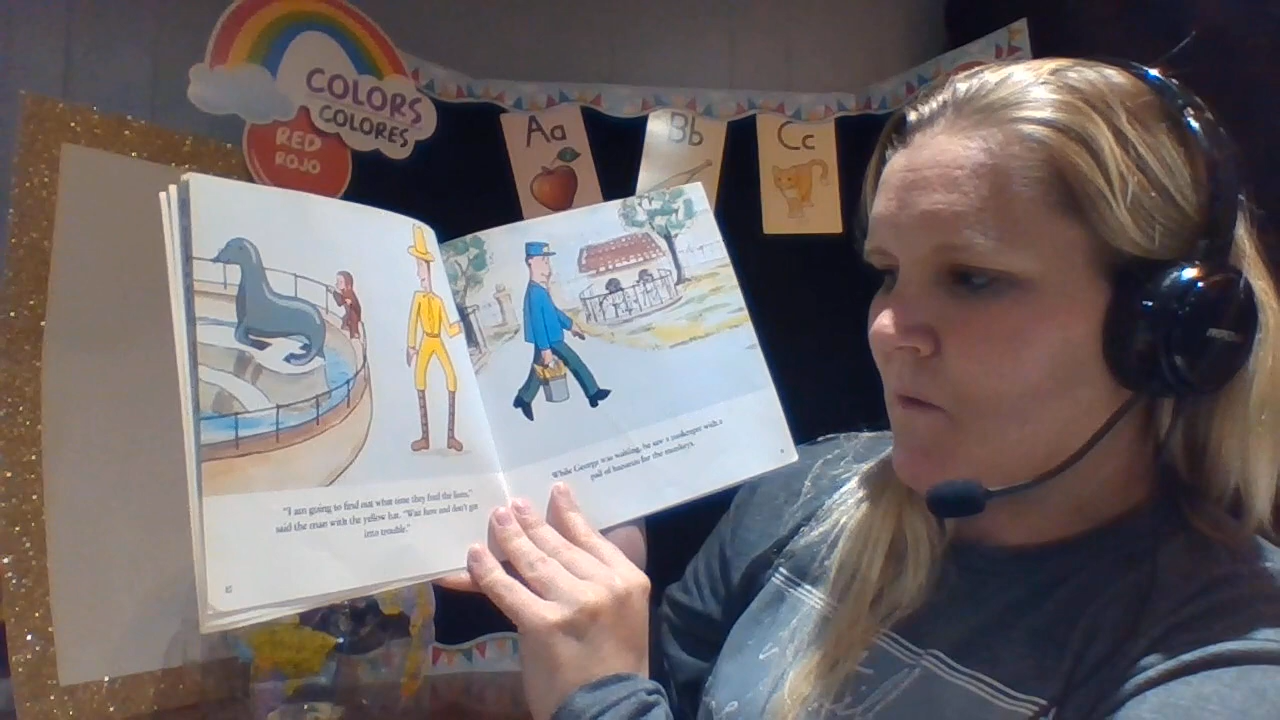 COLORS
COLORES
RED
ROJO
Aa
Bb
Cc
"I am going to find out what time they feed the lions,"
said the man with the yellow hat. "Wait here and don't get
into trouble."
While George was waiting, he saw a zookeeper with a
pail of bananas for the monkeys.